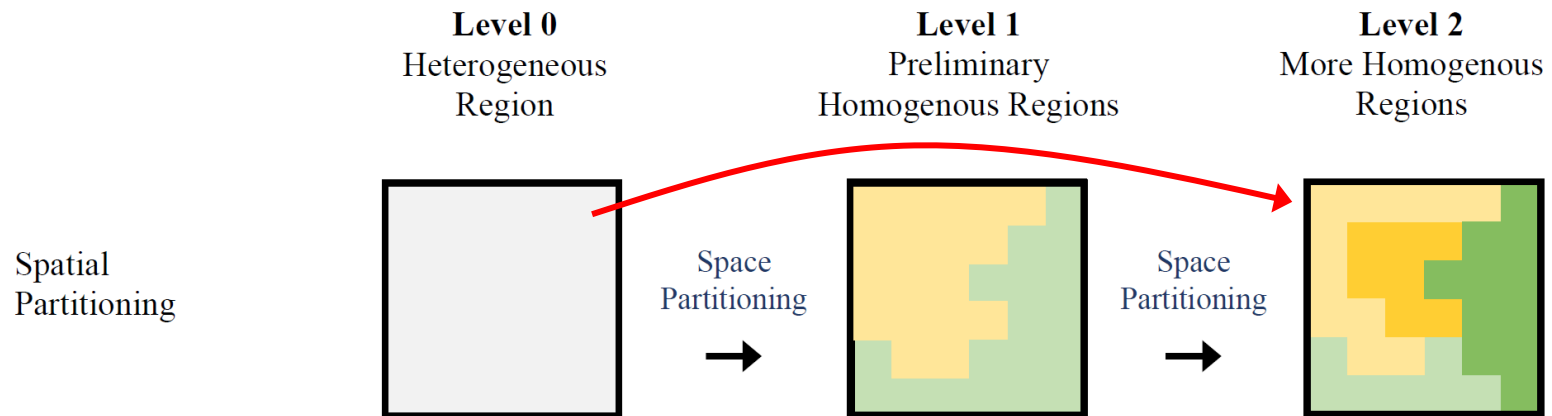 Level 0
Heterogeneous
Region
Level 1
Preliminary
Homogenous Regions
Level 2
More Homogenous
Regions
Spatial
Partitioning
Space
Partitioning
Space
Partitioning